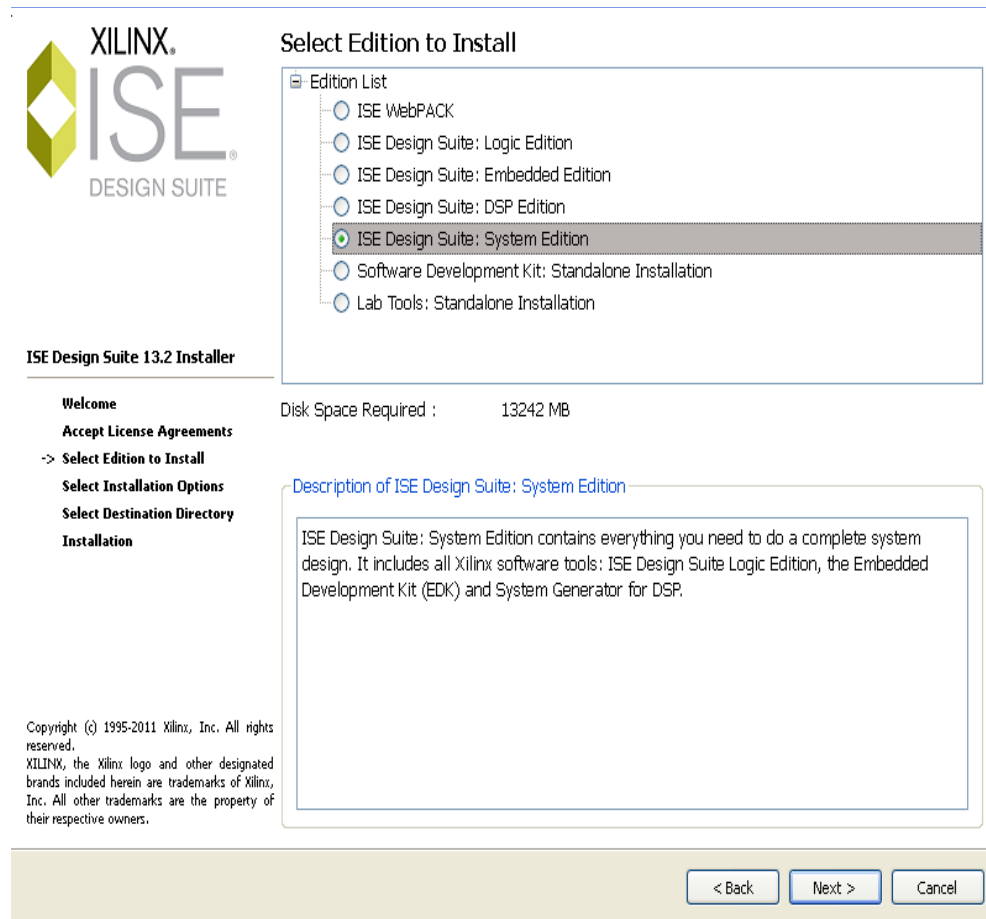 XILINX®
ISE®
DESIGN SUITE
ISE Design Suite 13.2 Installer
Welcome
Accept License Agreements
-> Select Edition to Install
Select Installation Options
Select Destination Directory
Installation
Copyright (c) 1995-2011 Xilinx, Inc. All rights
reserved.
XILINX, the Xilinx logo and other designated
brands included herein are trademarks of Xilinx,
Inc. All other trademarks are the property of
their respective owners.
Select Edition to Install
Edition List
ISE WebPACK
ISE Design Suite: Logic Edition
ISE Design Suite: Embedded Edition
ISE Design Suite: DSP Edition
ISE Design Suite: System Edition
Software Development Kit: Standalone Installation
Lab Tools: Standalone Installation
Disk Space Required : 13242 MB
Description of ISE Design Suite: System Edition
ISE Design Suite: System Edition contains everything you need to do a complete system
design. It includes all Xilinx software tools: ISE Design Suite Logic Edition, the Embedded
Development Kit (EDK) and System Generator for DSP.
< Back Next > Cancel